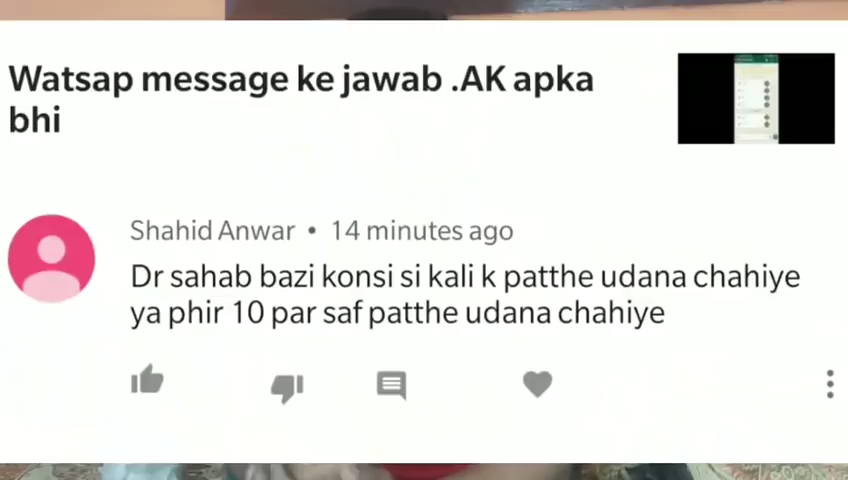 Watsap message ke jawab .AK apka
bhi
Shahid Anwar • 14 minutes ago
Dr sahab bazi konsi si kali k patthe udana chahiye
ya phir 10 par saf patthe udana chahiye